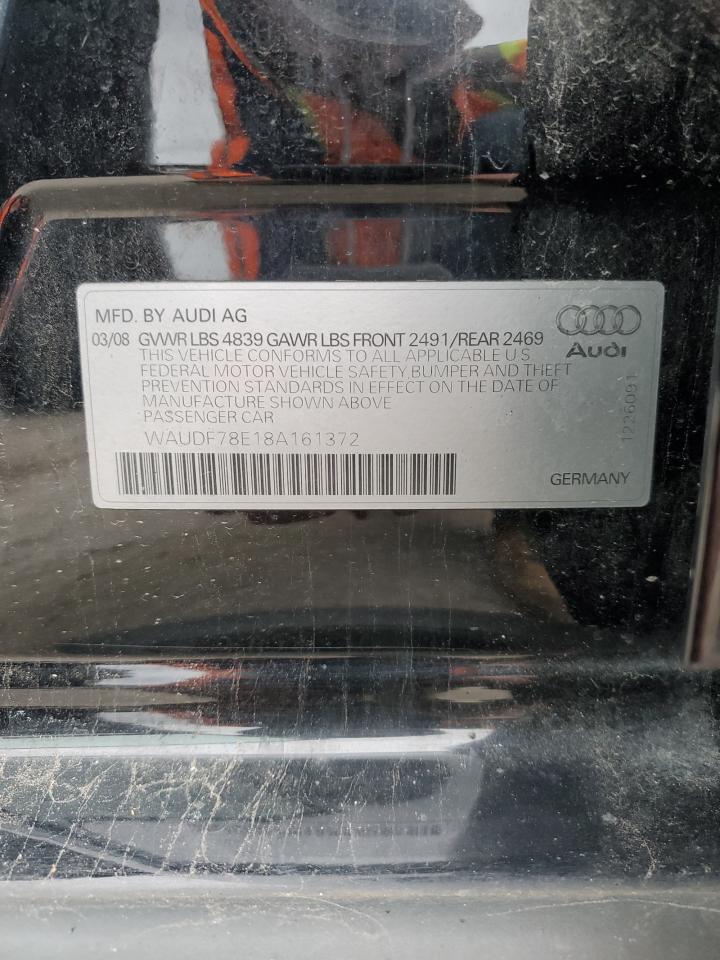 MFD. BY AUDI AG
03/08 GVWR LBS 4839 GAWR LBS FRONT 2491/REAR 2469
THIS VEHICLE CONFORMS TO ALL APPLICABLE U.S
FEDERAL MOTOR VEHICLE SAFETY, BUMPER AND THEFT
PREVENTION STANDARDS IN EFFECT ON THE DATE OF
MANUFACTURE SHOWN ABOVE
PASSENGER CAR
WAUDF78E18A161372
Audi
1226091
GERMANY